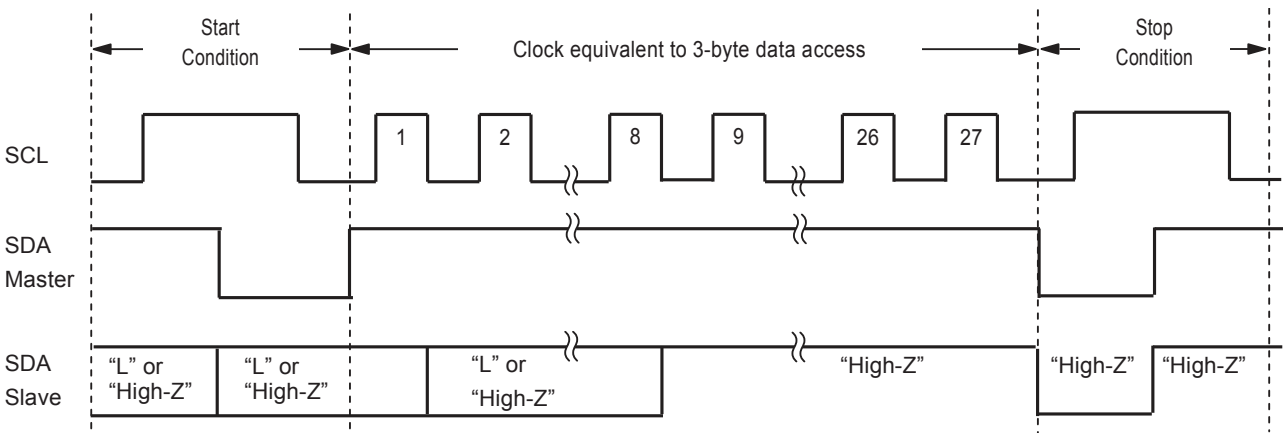 Start
Condition
Clock equivalent to 3-byte data access
Stop
Condition
SCL
1
2
8
9
26
27
SDA
Master
SDA
Slave
“L” or
“High-Z”
“L” or
“High-Z”
“L” or
“High-Z”
“High-Z”
“High-Z”
“High-Z”